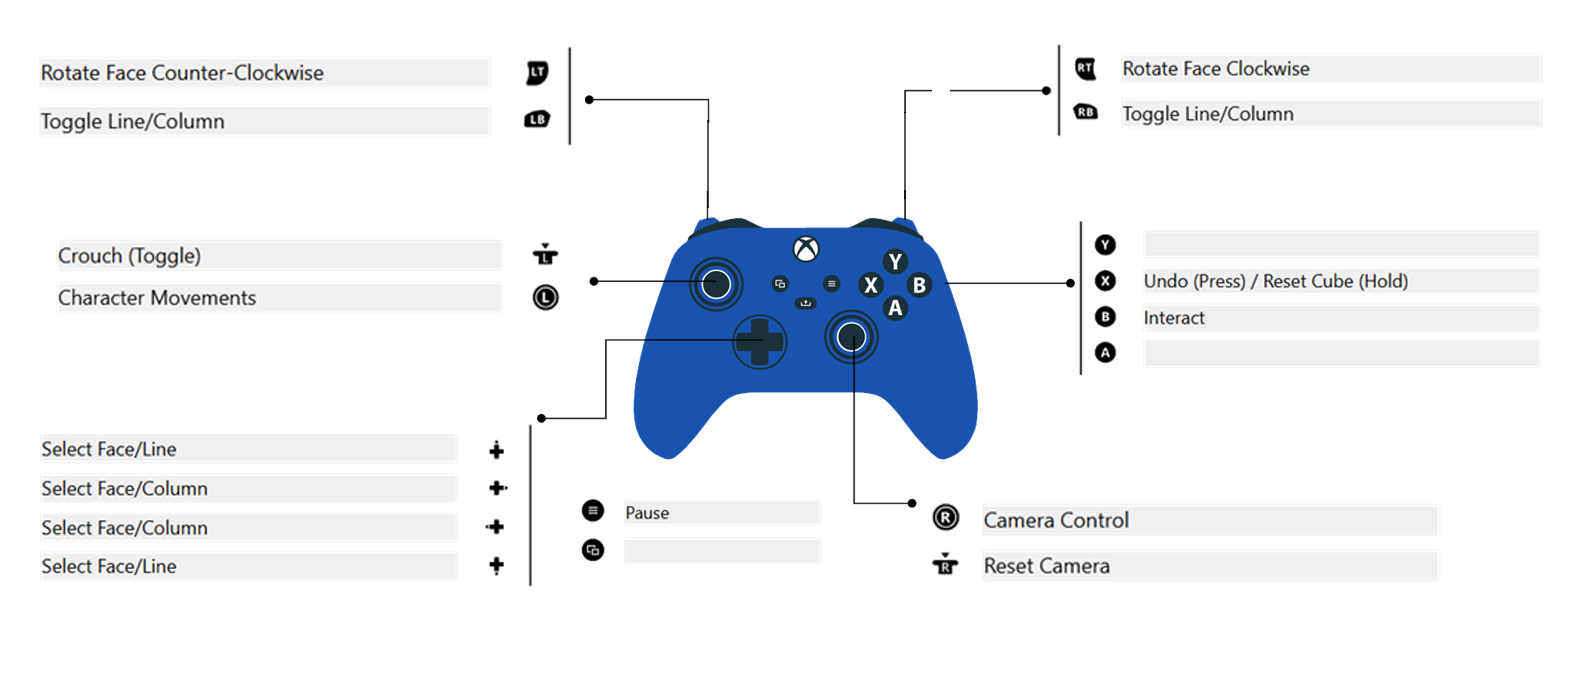 Rotate Face Counter-Clockwise LT
Toggle Line/Column LB
RT Rotate Face Clockwise
RB Toggle Line/Column
Crouch (Toggle) L
Character Movements L
Y
X B
A
Y
X Undo (Press) / Reset Cube (Hold)
B Interact
A
Select Face/Line
Select Face/Column
Select Face/Column
Select Face/Line
Pause
R Camera Control
R Reset Camera